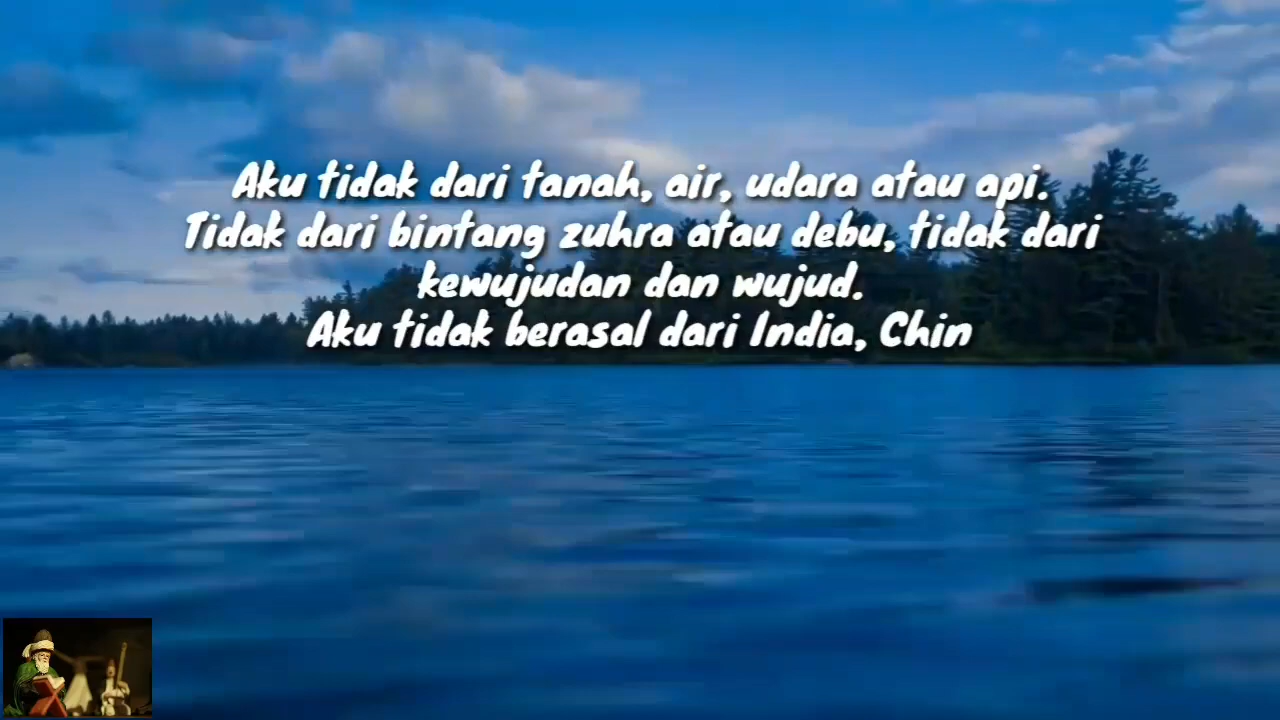 Aku tidak dari tanah, air, udara atau api.
Tidak dari bintang zuhra atau debu, tidak dari
kewujudan dan wujud.
Aku tidak berasal dari India, Chin